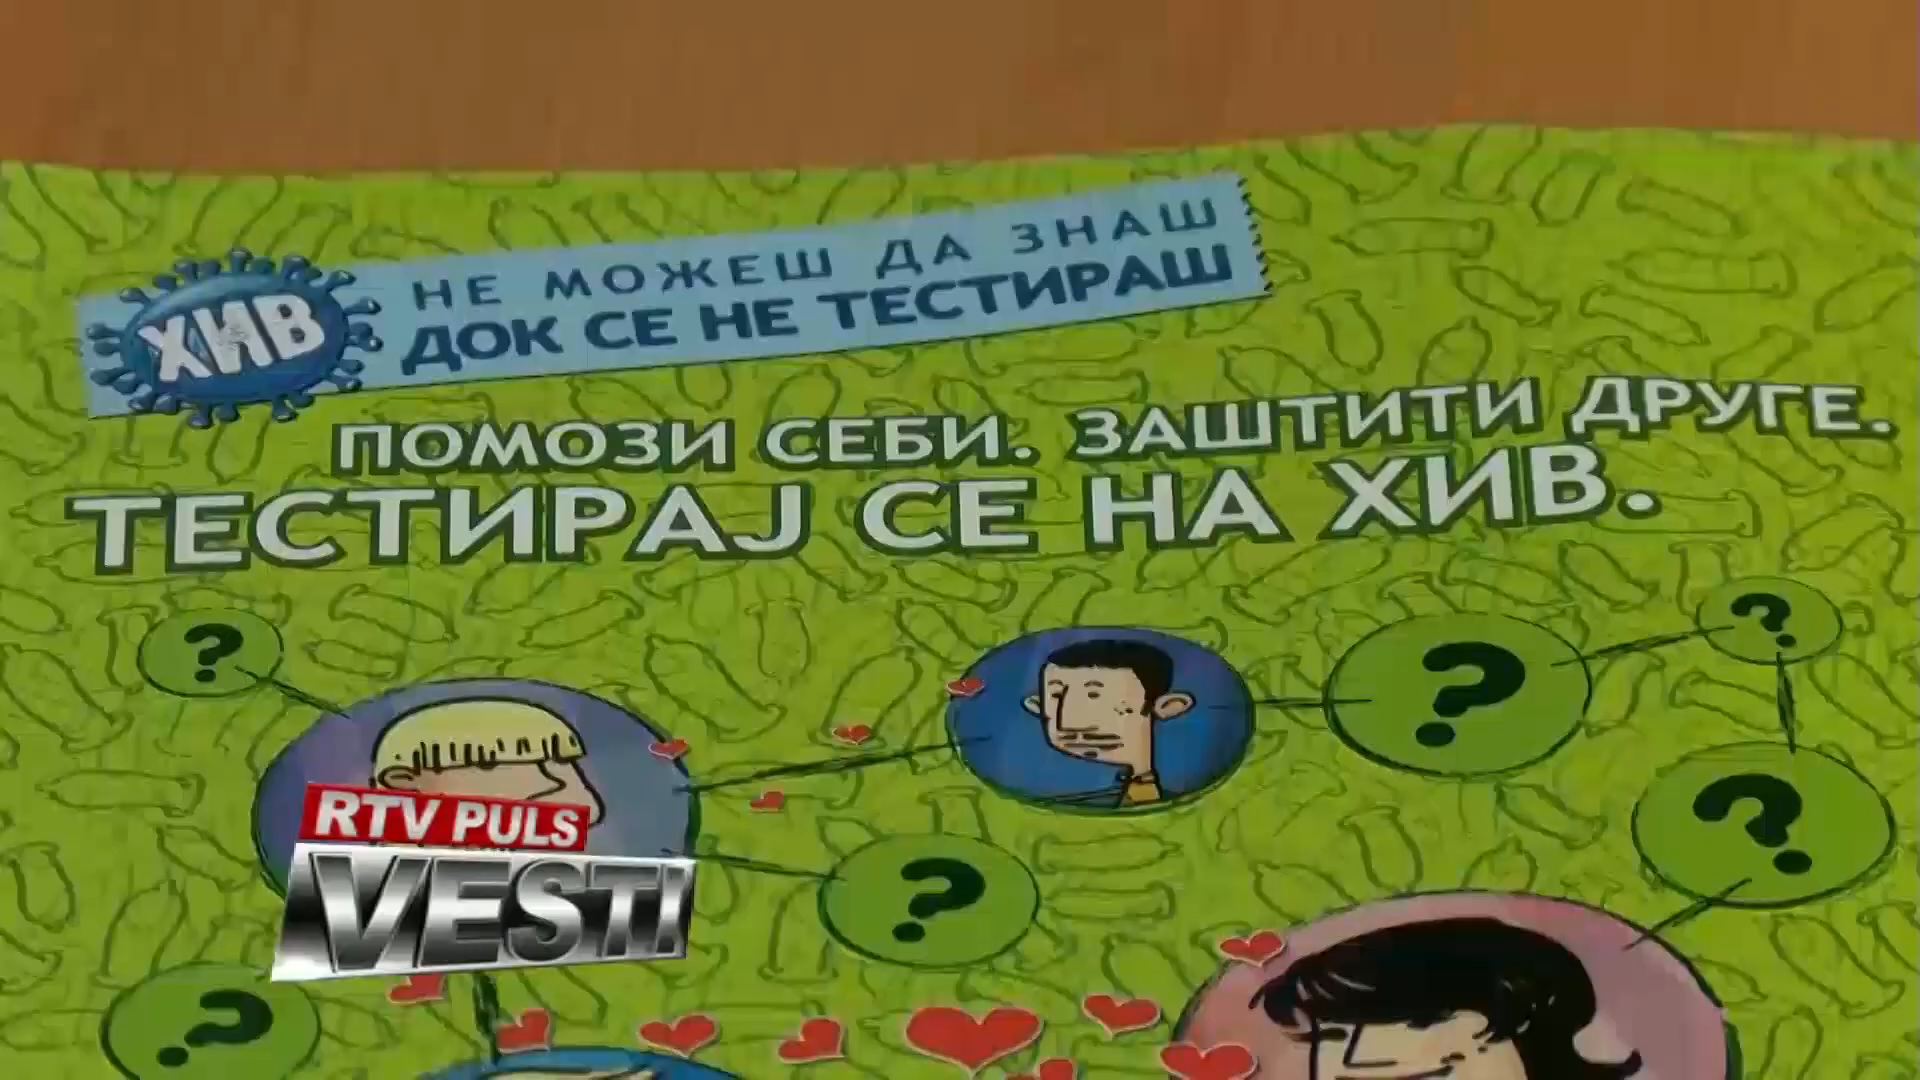 ХИВ
НЕ МОЖЕШ ДА ЗНАШ
ДОК СЕ НЕ ТЕСТИРАШ
ПОМОЗИ СЕБИ. ЗАШТИТИ ДРУГЕ.
ТЕСТИРАЈ СЕ НА ХИВ.
?
?
?
?
?
?
RTV PULS
VESTI